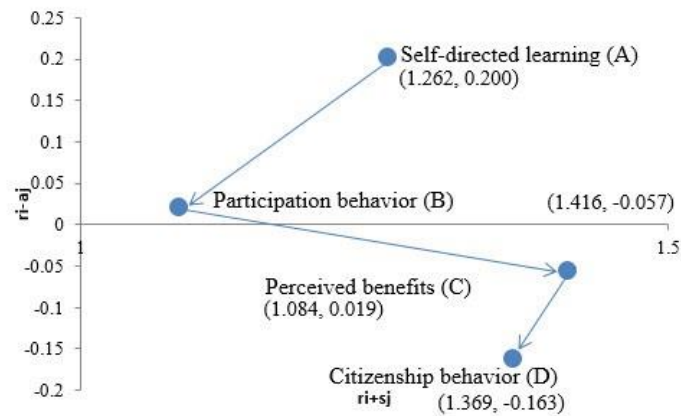 0.25
0.2
0.15
0.1
0.05
0
-0.05
-0.1
-0.15
-0.2
ri-aj
Self-directed learning (A)
(1.262, 0.200)
Participation behavior (B)
(1.416, -0.057)
1
1.5
Perceived benefits (C)
(1.084, 0.019)
Citizenship behavior (D)
ri+sj
(1.369, -0.163)